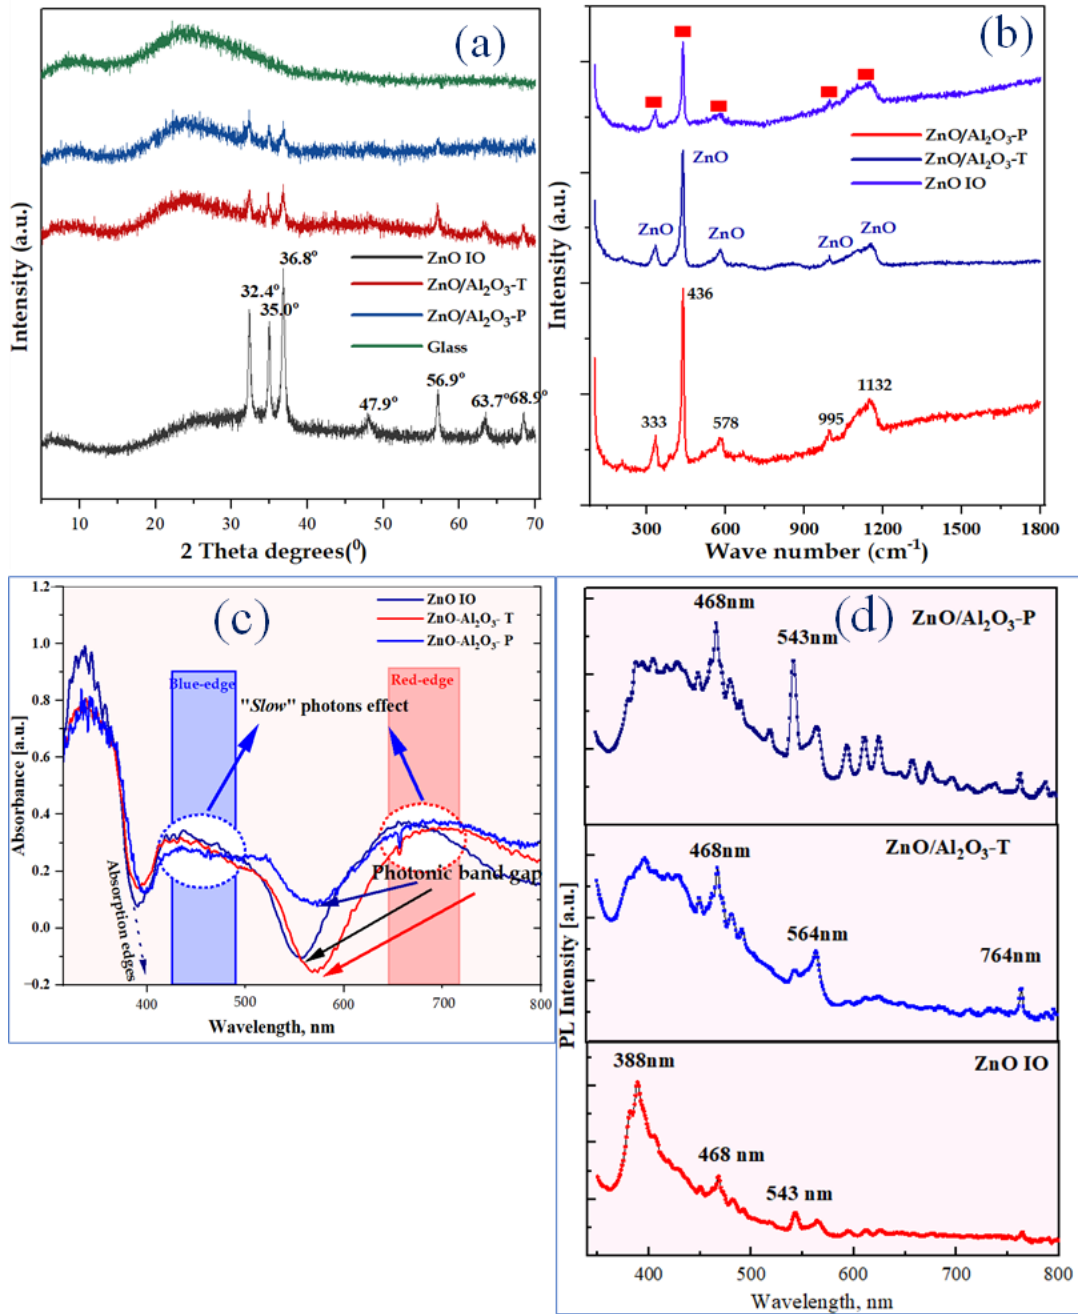 (a)
36.8°
32.4°
35.0°
47.9°
56.9°
63.7°
68.9°
ZnO IO
ZnO/Al₂O₃-T
ZnO/Al₂O₃-P
Glass
Intensity (a.u.)
10 20 30 40 50 60 70
2 Theta degrees(⁰)
(b)
ZnO/Al₂O₃-P
ZnO/Al₂O₃-T
ZnO IO
ZnO
ZnO
ZnO
ZnO
ZnO
436
333
578
995
1132
Intensity (a.u.)
300 600 900 1200 1500 1800
Wave number (cm⁻¹)
(c)
ZnO IO
ZnO-Al₂O₃- T
ZnO-Al₂O₃- P
Blue-edge
Red-edge
"Slow" photons effect
Photonic band gap
Absorption edges
Absorbance [a.u.]
1.2
1.0
0.8
0.6
0.4
0.2
0.0
−0.2
400 500 600 700 800
Wavelength, nm
(d)
468nm
543nm
ZnO/Al₂O₃-P
ZnO/Al₂O₃-T
468nm
564nm
764nm
PL Intensity [a.u.]
388nm
ZnO IO
468 nm
543 nm
400 500 600 700 800
Wavelength, nm